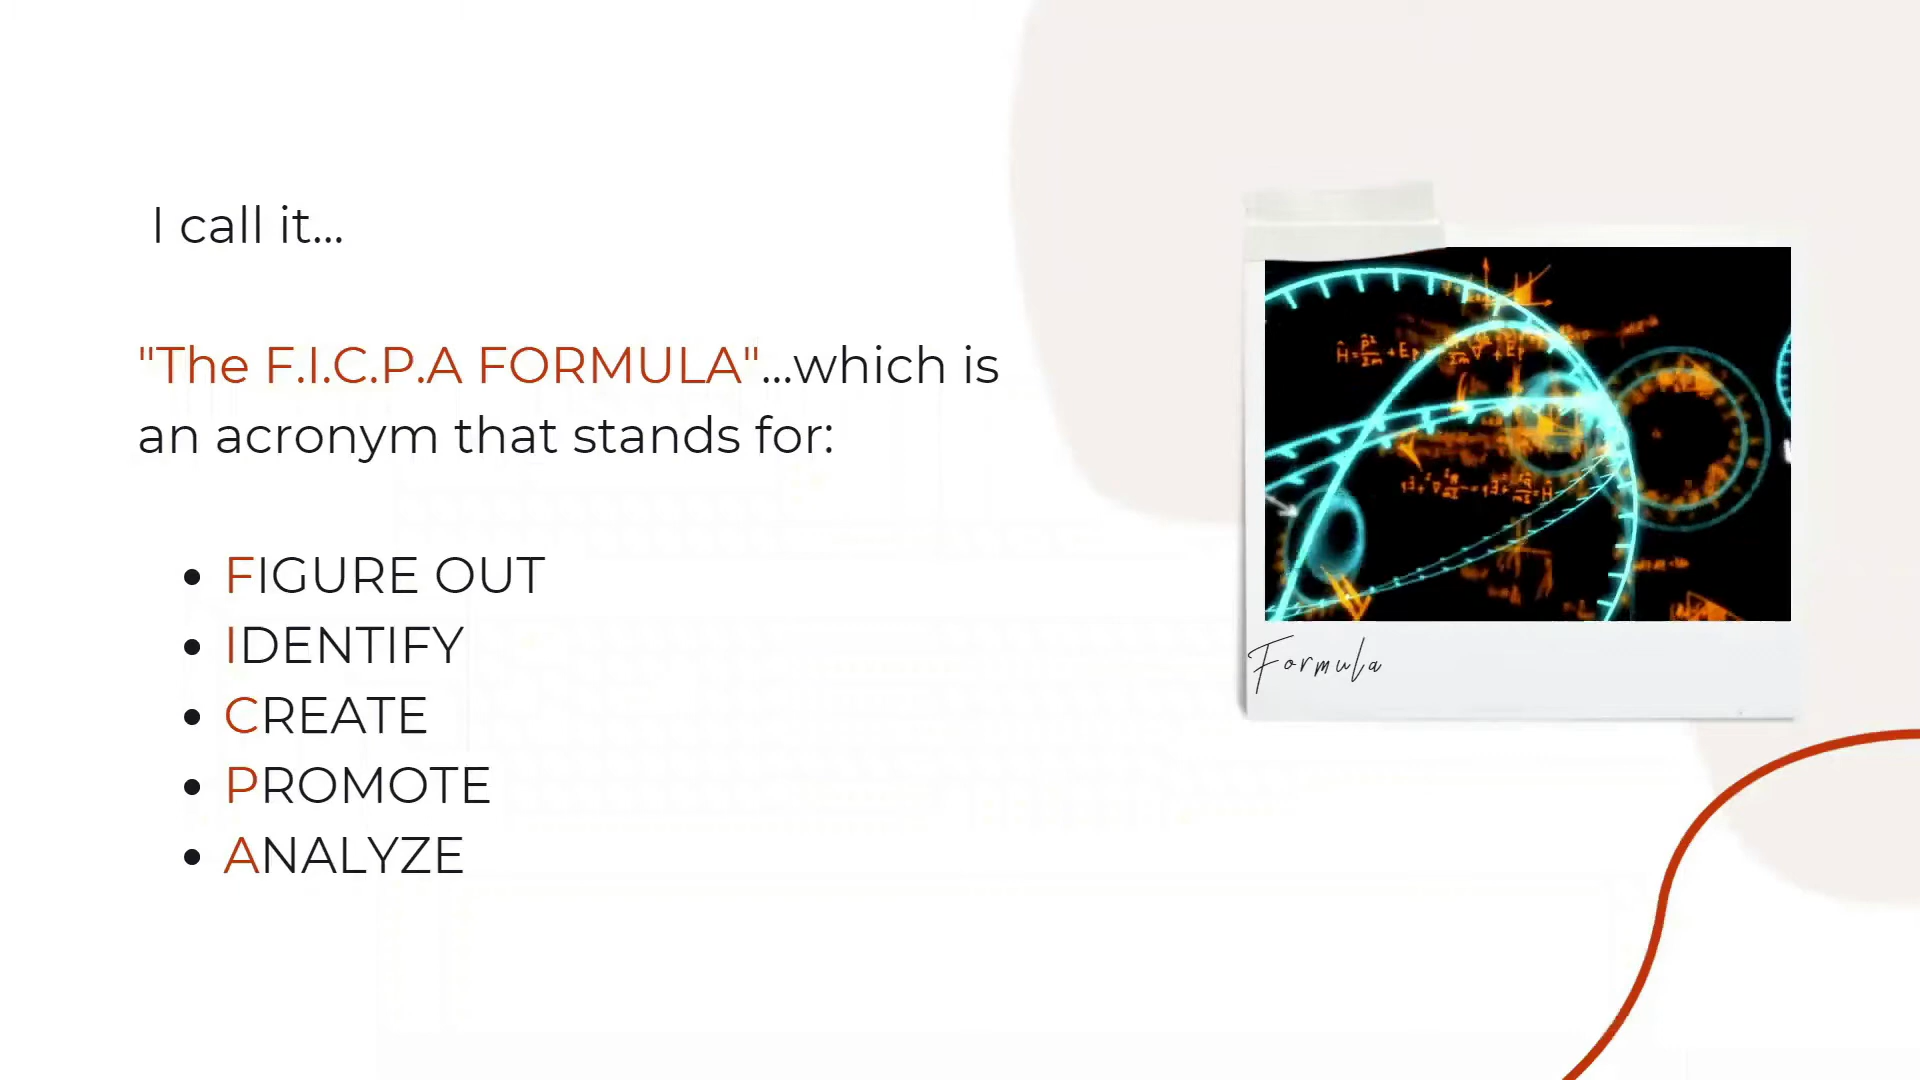 I call it...
"The F.I.C.P.A FORMULA"...which is
an acronym that stands for:
• FIGURE OUT
• IDENTIFY
• CREATE
• PROMOTE
• ANALYZE
Formula